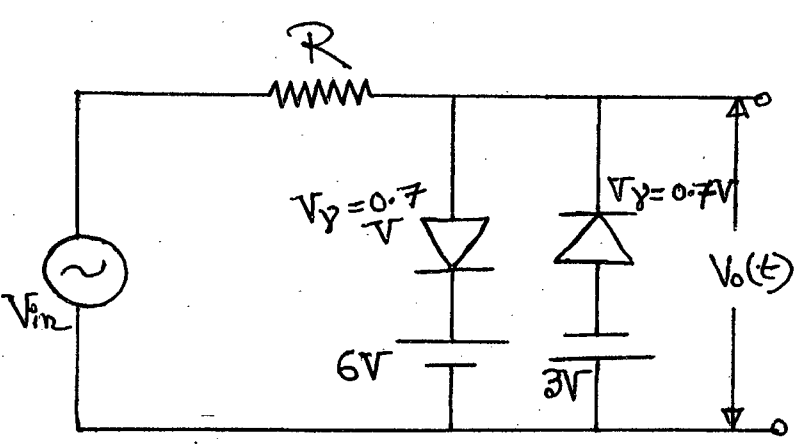 R
Vγ=0.7
V
Vγ=0.7V
Vin
6V
3V
Vo(t)